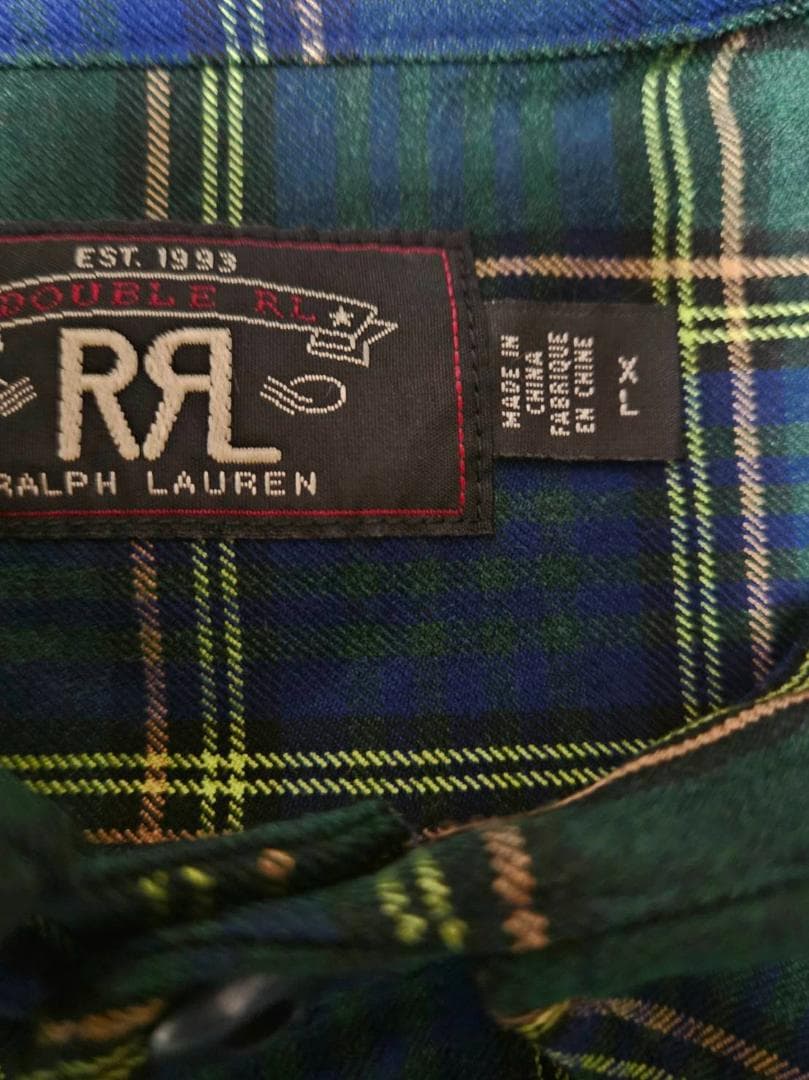 EST. 1993
DOUBLE RL
RRL
RALPH LAUREN
MADE IN
CHINA
FABRIQUE
EN CHINE
XL